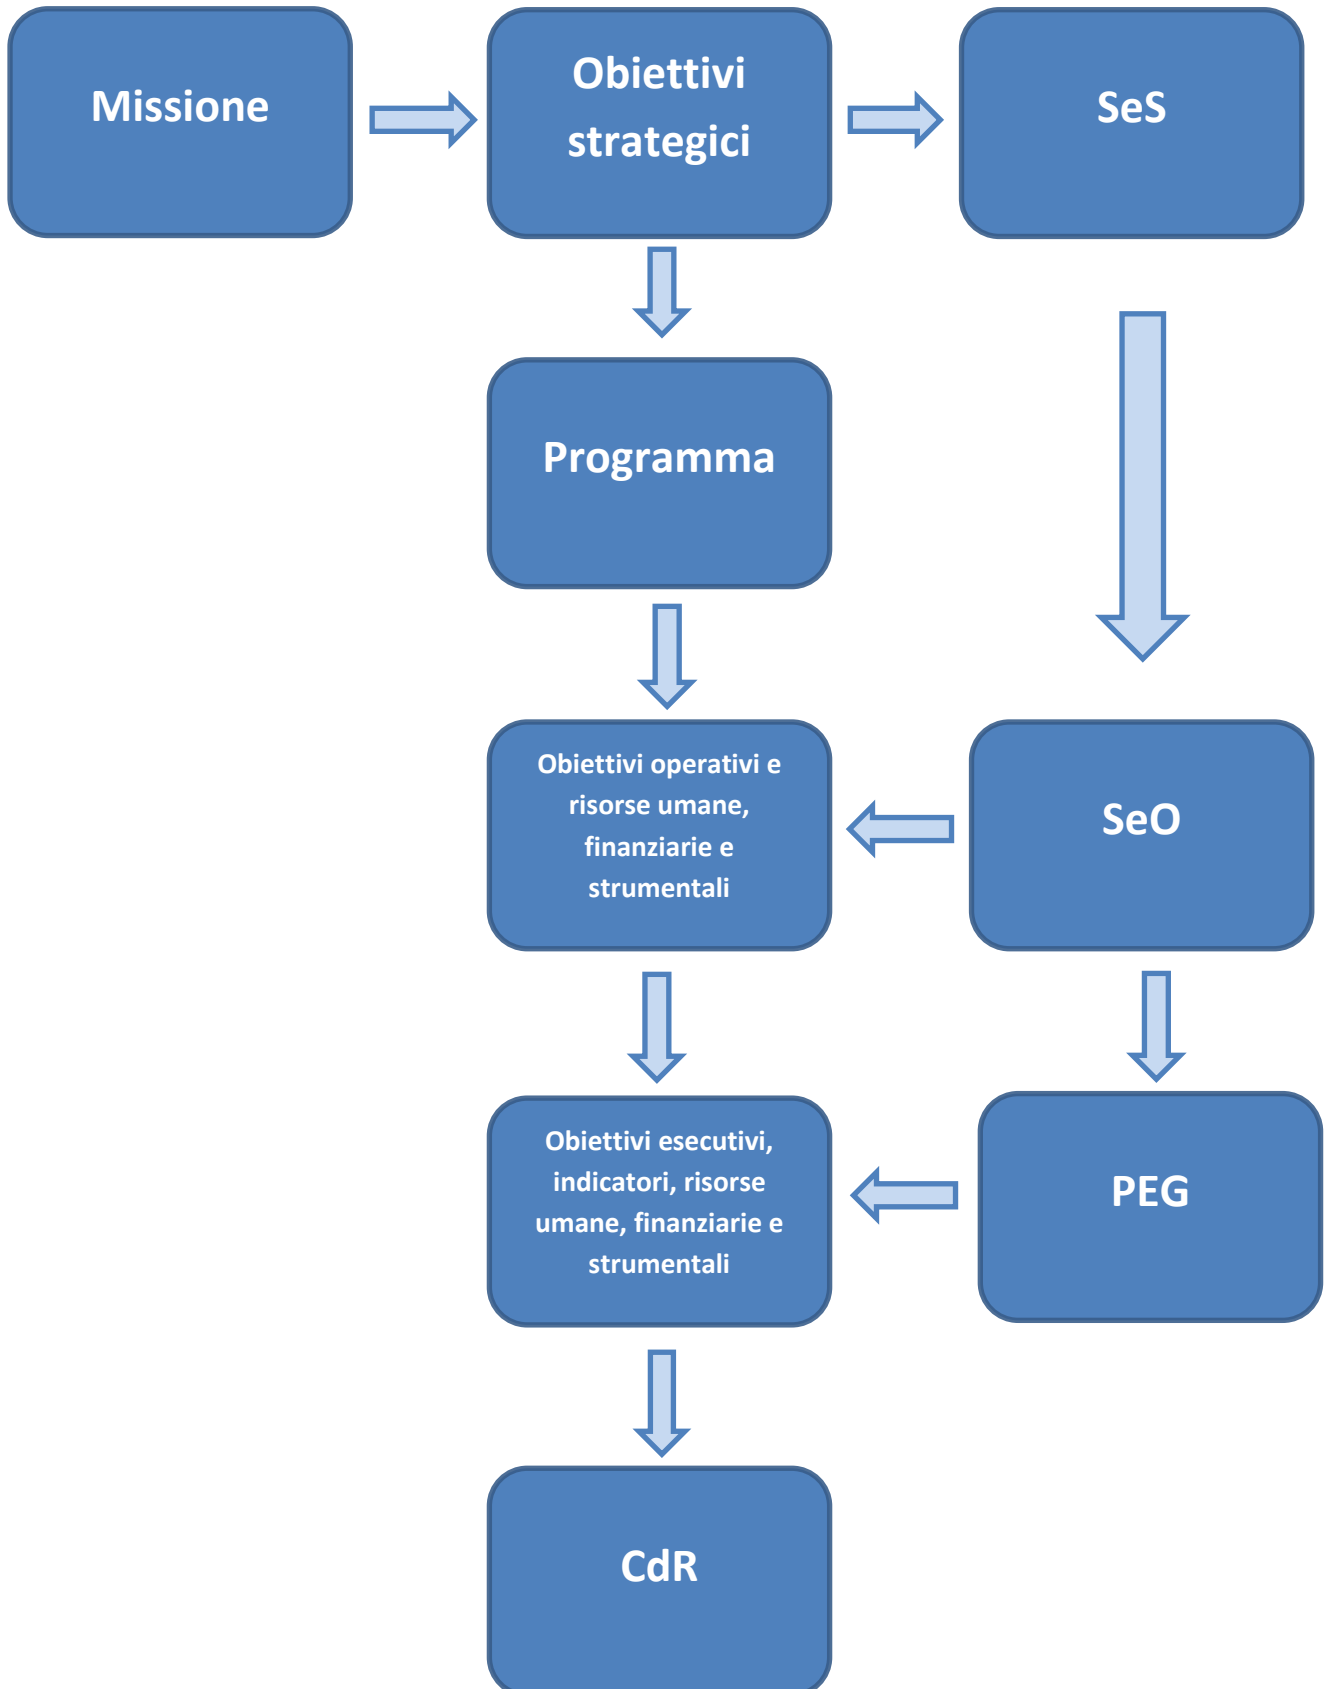 Missione
Obiettivi
strategici
SeS
Programma
Obiettivi operativi e
risorse umane,
finanziarie e
strumentali
SeO
Obiettivi esecutivi,
indicatori, risorse
umane, finanziarie e
strumentali
PEG
CdR